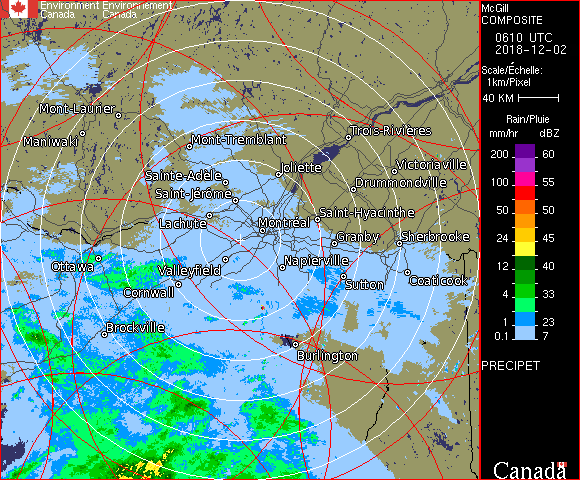 Environment Environnement
Canada Canada
McGill
COMPOSITE
0610 UTC
2018-12-02
Scale/Échelle:
1km/Pixel
40 KM
Rain/Pluie
mm/hr dBZ
200 60
100 55
50 50
24 45
12 40
4 33
1 23
0.1 7
PRECIPET
Canada
Mont-Laurier
Maniwaki
Mont-Tremblant
Trois-Rivières
Joliette
Victoriaville
Sainte-Adèle
Drummondville
Saint-Jérôme
Lachute
Saint-Hyacinthe
Montréal
Granby
Sherbrooke
Ottawa
Valleyfield
Napierville
Cornwall
Sutton
Coaticook
Brockville
Burlington